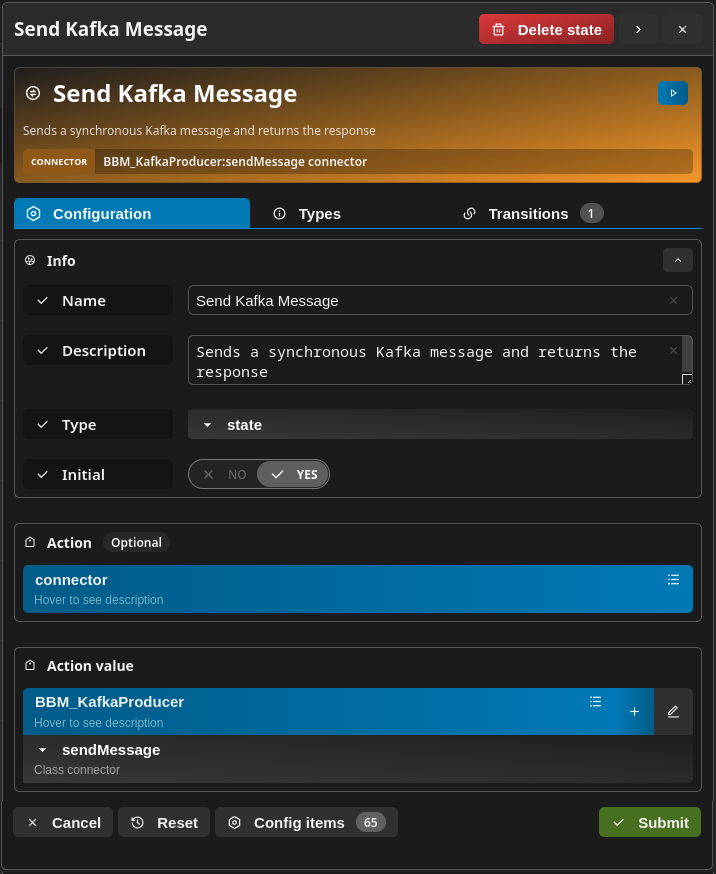 Send Kafka Message
Delete state
Send Kafka Message
Sends a synchronous Kafka message and returns the response
CONNECTOR BBM_KafkaProducer:sendMessage connector
Configuration Types Transitions 1
Info
Name Send Kafka Message
Description Sends a synchronous Kafka message and returns the
response
Type state
Initial NO YES
Action Optional
connector
Hover to see description
Action value
BBM_KafkaProducer
Hover to see description
sendMessage
Class connector
Cancel Reset Config items 65 Submit